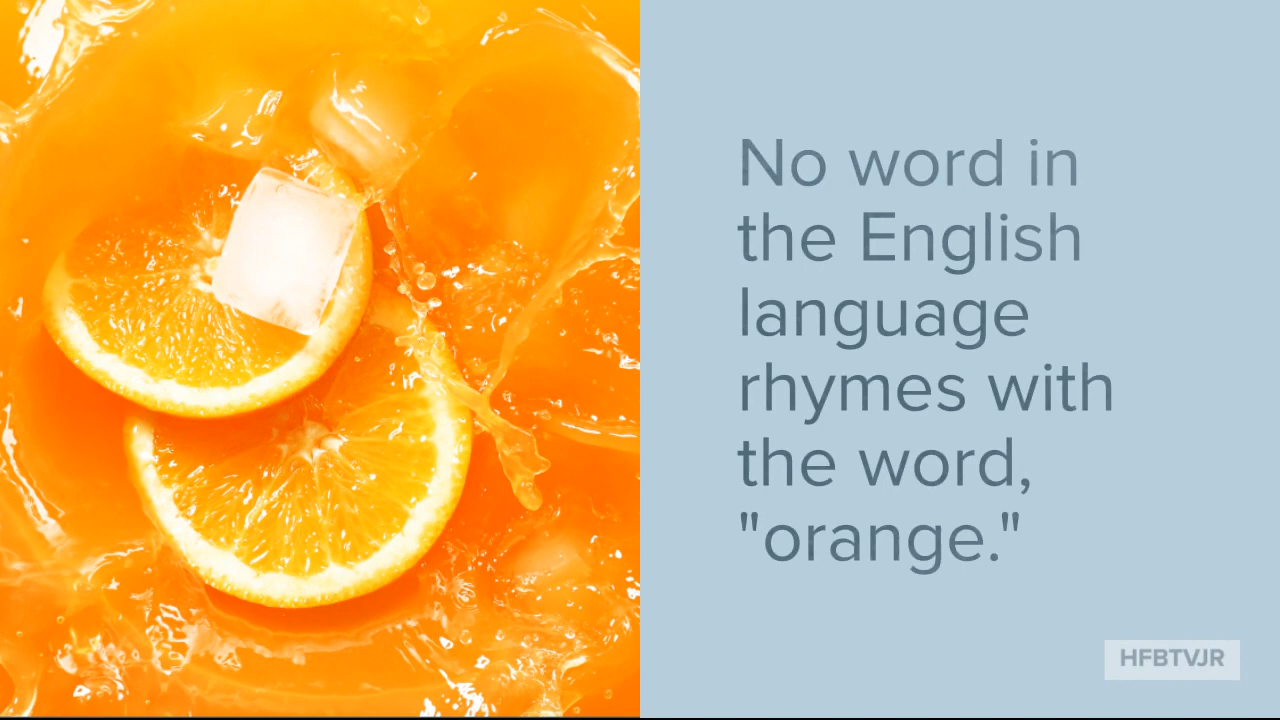 No word in
the English
language
rhymes with
the word,
"orange."
HFBTVJR